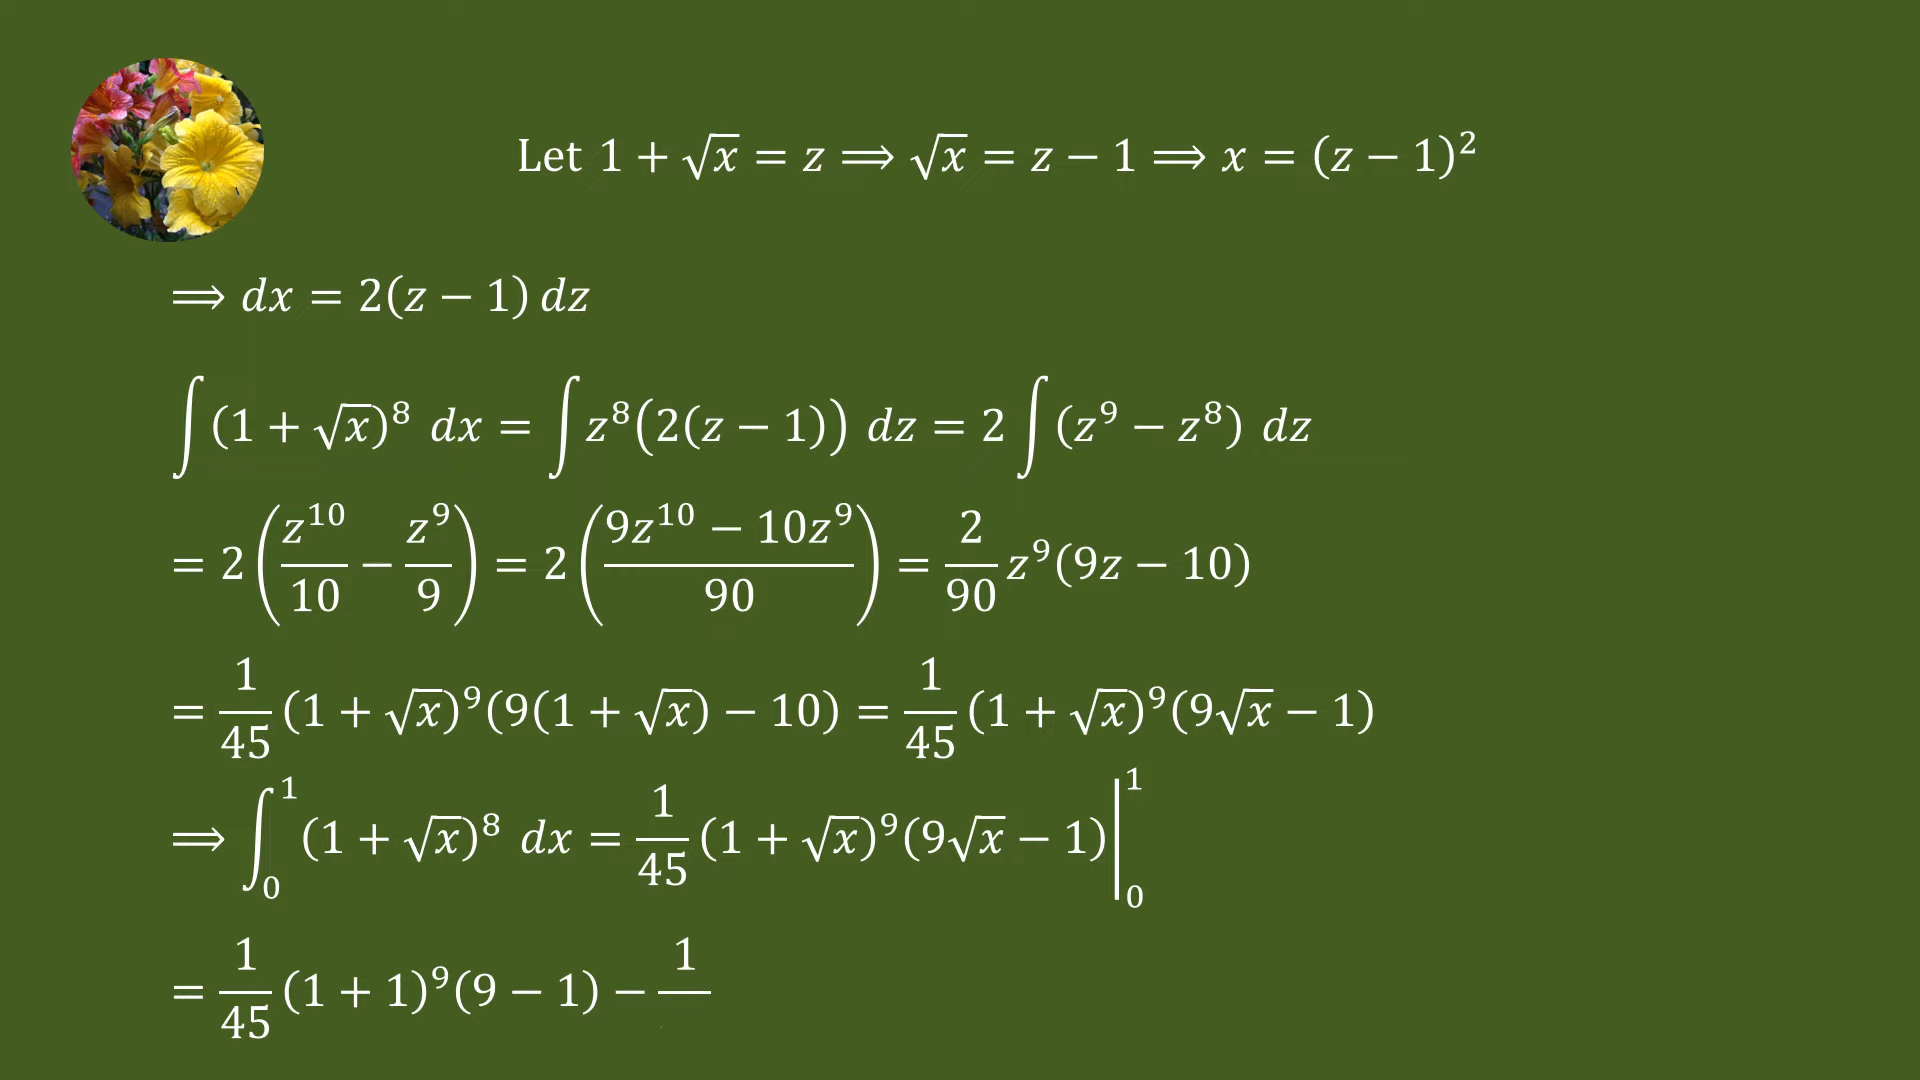 Let 1 + √x = z ⟹ √x = z − 1 ⟹ x = (z − 1)²
⟹ dx = 2(z − 1) dz
∫(1 + √x)⁸ dx = ∫z⁸(2(z − 1)) dz = 2∫(z⁹ − z⁸) dz
= 2(z¹⁰/10 − z⁹/9) = 2((9z¹⁰ − 10z⁹)/90) = 2/90 z⁹(9z − 10)
= 1/45 (1 + √x)⁹(9(1 + √x) − 10) = 1/45 (1 + √x)⁹(9√x − 1)
⟹ ∫₀¹(1 + √x)⁸ dx = 1/45 (1 + √x)⁹(9√x − 1)|₀¹
= 1/45 (1 + 1)⁹(9 − 1) − 1/